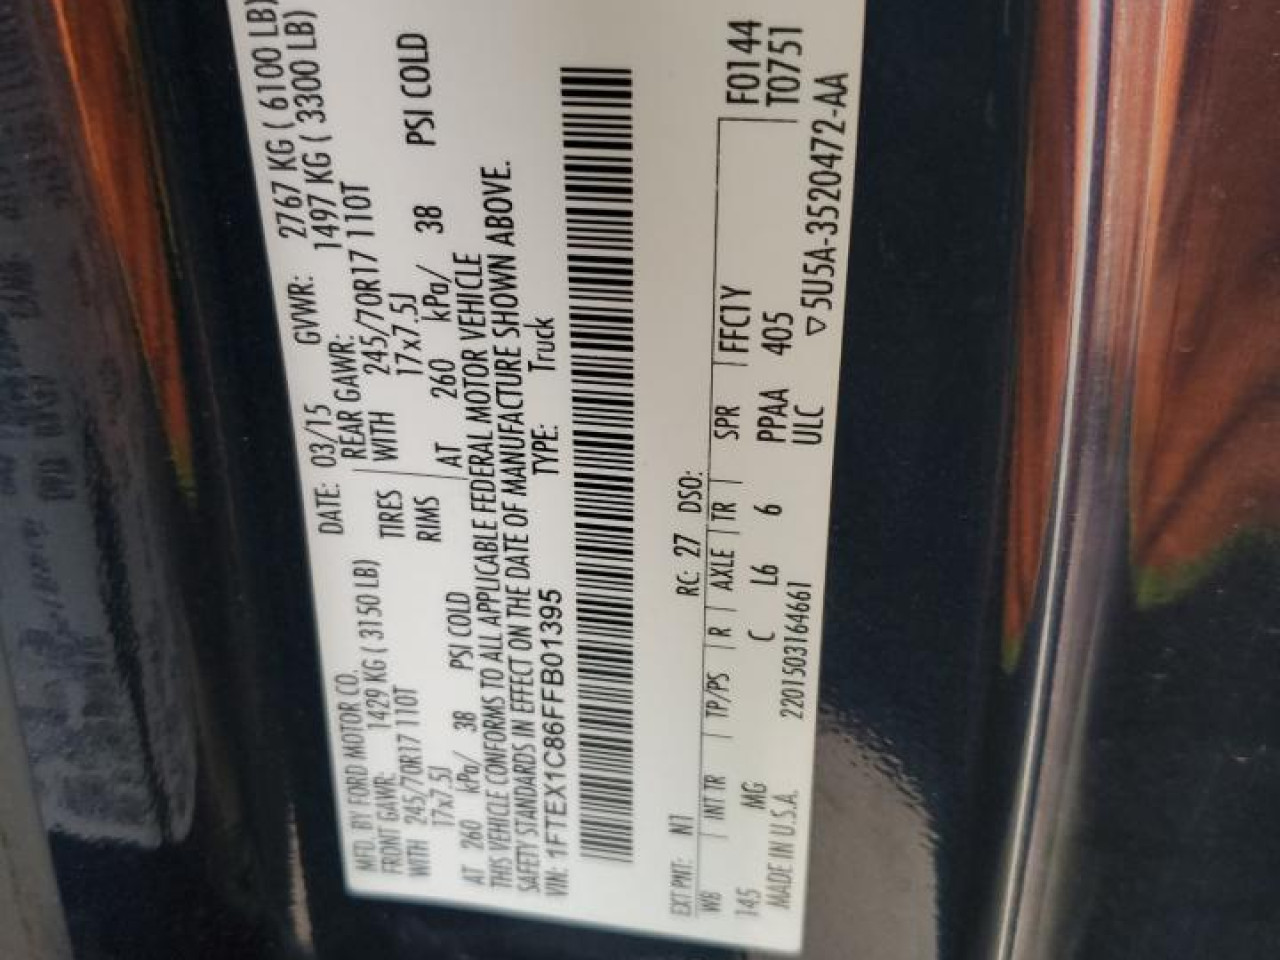 MFD. BY FORD MOTOR CO.
DATE: 03/15
GVWR: 2767 KG ( 6100 LB)
FRONT GAWR: 1429 KG ( 3150 LB)
REAR GAWR: 1497 KG ( 3300 LB)
WITH 245/70R17 110T
TIRES
WITH 245/70R17 110T
17x7.5J
RIMS
17x7.5J
AT 260 kPa/ 38 PSI COLD
AT 260 kPa/ 38 PSI COLD
THIS VEHICLE CONFORMS TO ALL APPLICABLE FEDERAL MOTOR VEHICLE
SAFETY STANDARDS IN EFFECT ON THE DATE OF MANUFACTURE SHOWN ABOVE.
VIN: 1FTEX1C86FFB01395
TYPE: Truck
EXT PNT: N1 RC: 27 DSO:
F0144
WB | INT TR | TP/PS | R | AXLE | TR | SPR | FFCTY
T0751
145 MG C L6 6 PPAA 405
MADE IN U.S.A. 2201503164661 ULC
▽5U5A-3520472-AA